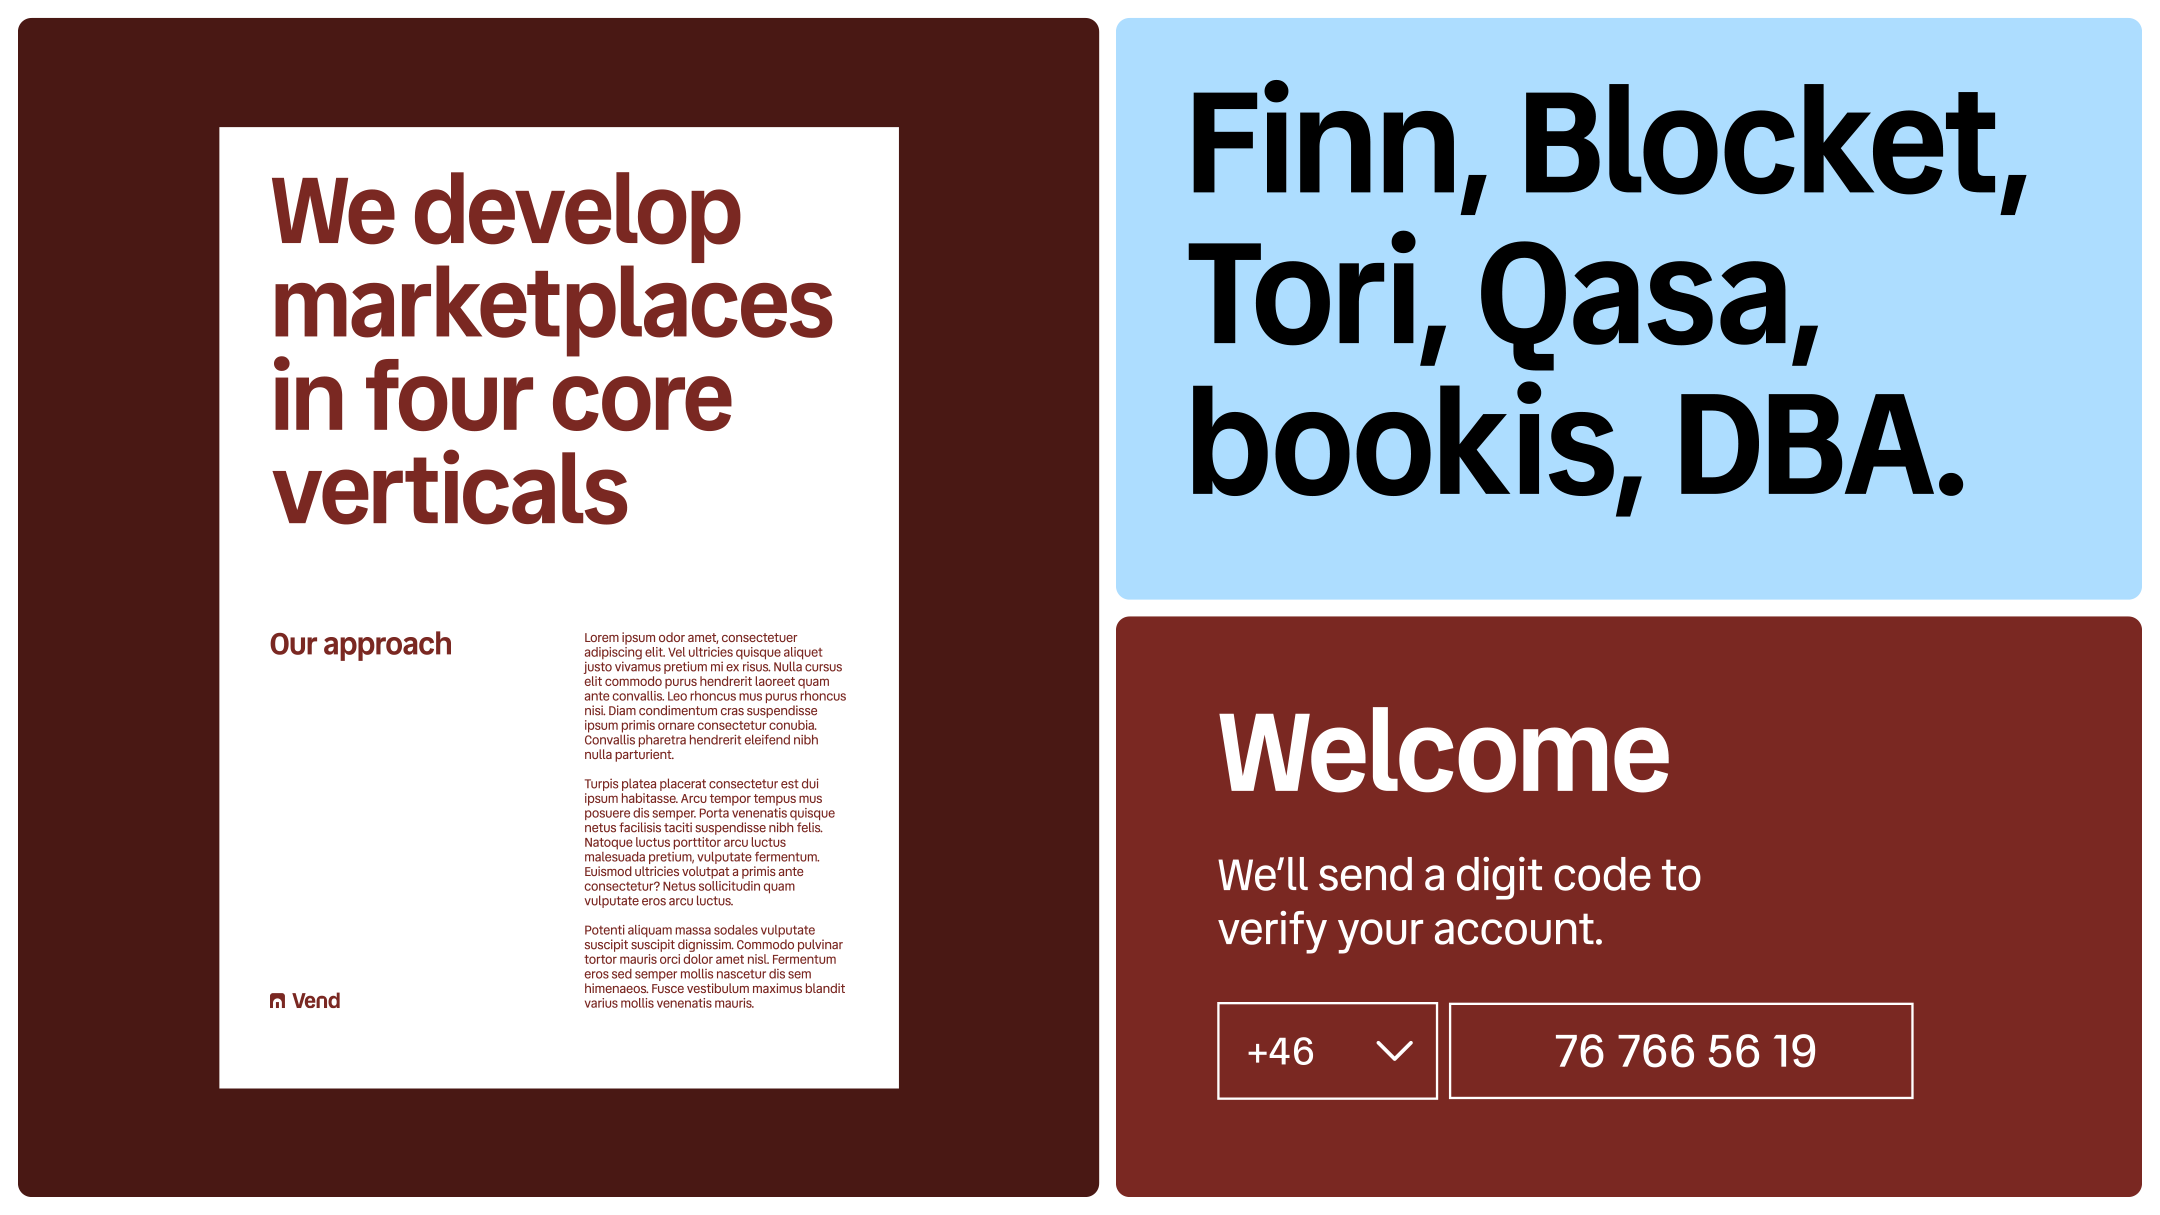 We develop
marketplaces
in four core
verticals
Our approach
Lorem ipsum odor amet, consectetuer
adipiscing elit. Vel ultricies quisque aliquet
justo vivamus pretium mi ex risus. Nulla cursus
elit commodo purus hendrerit laoreet quam
ante convallis. Leo rhoncus mus purus rhoncus
nisi. Diam condimentum cras suspendisse
ipsum primis ornare consectetur conubia.
Convallis pharetra hendrerit eleifend nibh
nulla parturient.
Turpis platea placerat consectetur est dui
ipsum habitasse. Arcu tempor tempus mus
posuere dis semper. Porta venenatis quisque
netus facilisis taciti suspendisse nibh felis.
Natoque luctus porttitor arcu luctus
malesuada pretium, vulputate fermentum.
Euismod ultricies volutpat a primis ante
consectetur? Netus sollicitudin quam
vulputate eros arcu luctus.
Potenti aliquam massa sodales vulputate
suscipit suscipit dignissim. Commodo pulvinar
tortor mauris orci dolor amet nisl. Fermentum
eros sed semper mollis nascetur dis sem
himenaeos. Fusce vestibulum maximus blandit
varius mollis venenatis mauris.
Vend
Finn, Blocket,
Tori, Qasa,
bookis, DBA.
Welcome
We’ll send a digit code to
verify your account.
+46
76 766 56 19